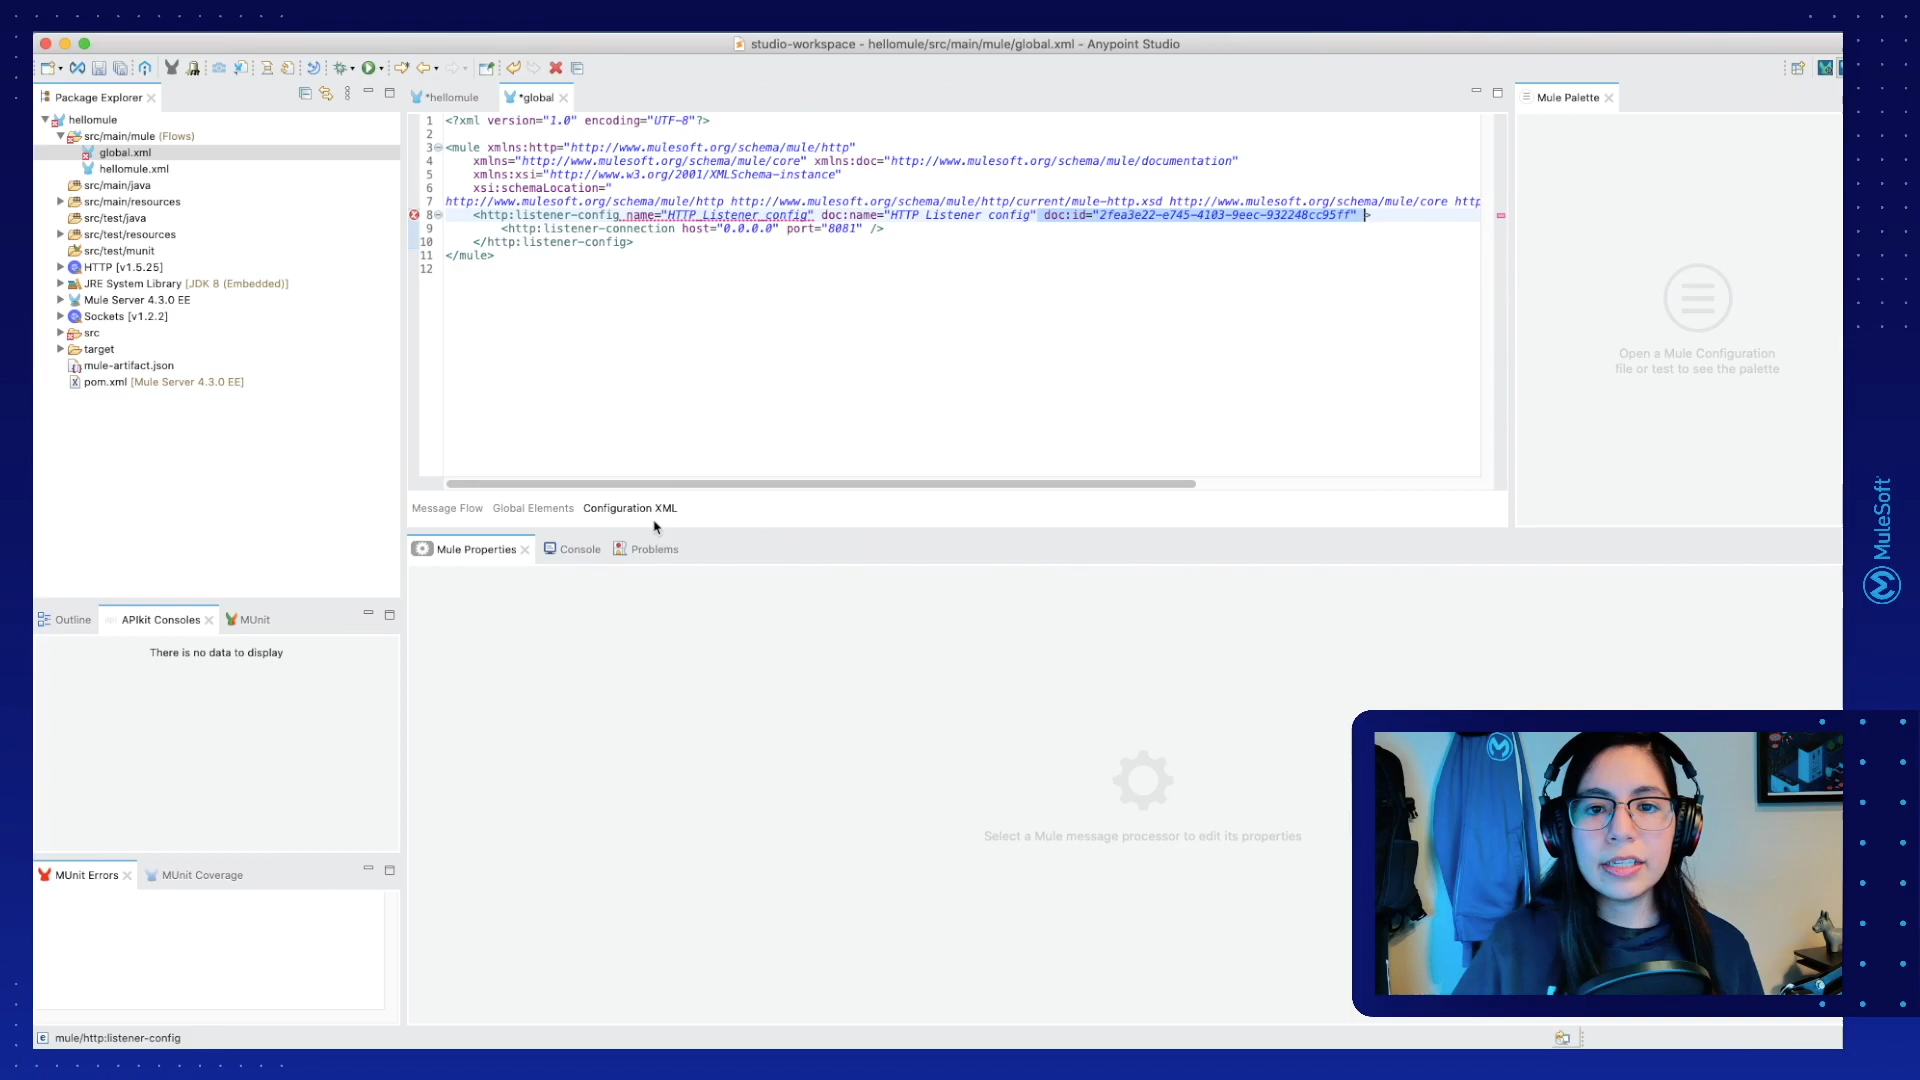 studio-workspace - hellomule/src/main/mule/global.xml - Anypoint Studio
Package Explorer
*hellomule
*global
Mule Palette
hellomule
src/main/mule (Flows)
global.xml
hellomule.xml
src/main/java
src/main/resources
src/test/java
src/test/resources
src/test/munit
HTTP [v1.5.25]
JRE System Library [JDK 8 (Embedded)]
Mule Server 4.3.0 EE
Sockets [v1.2.2]
src
target
mule-artifact.json
pom.xml [Mule Server 4.3.0 EE]
1 <?xml version="1.0" encoding="UTF-8"?>
2
3 <mule xmlns:http="http://www.mulesoft.org/schema/mule/http"
4 xmlns="http://www.mulesoft.org/schema/mule/core" xmlns:doc="http://www.mulesoft.org/schema/mule/documentation"
5 xmlns:xsi="http://www.w3.org/2001/XMLSchema-instance"
6 xsi:schemaLocation="
7 http://www.mulesoft.org/schema/mule/http http://www.mulesoft.org/schema/mule/http/current/mule-http.xsd http://www.mulesoft.org/schema/mule/core http
8 <http:listener-config name="HTTP_Listener_config" doc:name="HTTP Listener config" doc:id="2fea3e22-e745-4103-9eec-932248cc95ff" >
9 <http:listener-connection host="0.0.0.0" port="8081" />
10 </http:listener-config>
11 </mule>
12
Open a Mule Configuration
file or test to see the palette
Message Flow Global Elements Configuration XML
Mule Properties
Console
Problems
Select a Mule message processor to edit its properties
Outline
APIkit Consoles
MUnit
There is no data to display
MUnit Errors
MUnit Coverage
mule/http:listener-config
MuleSoft